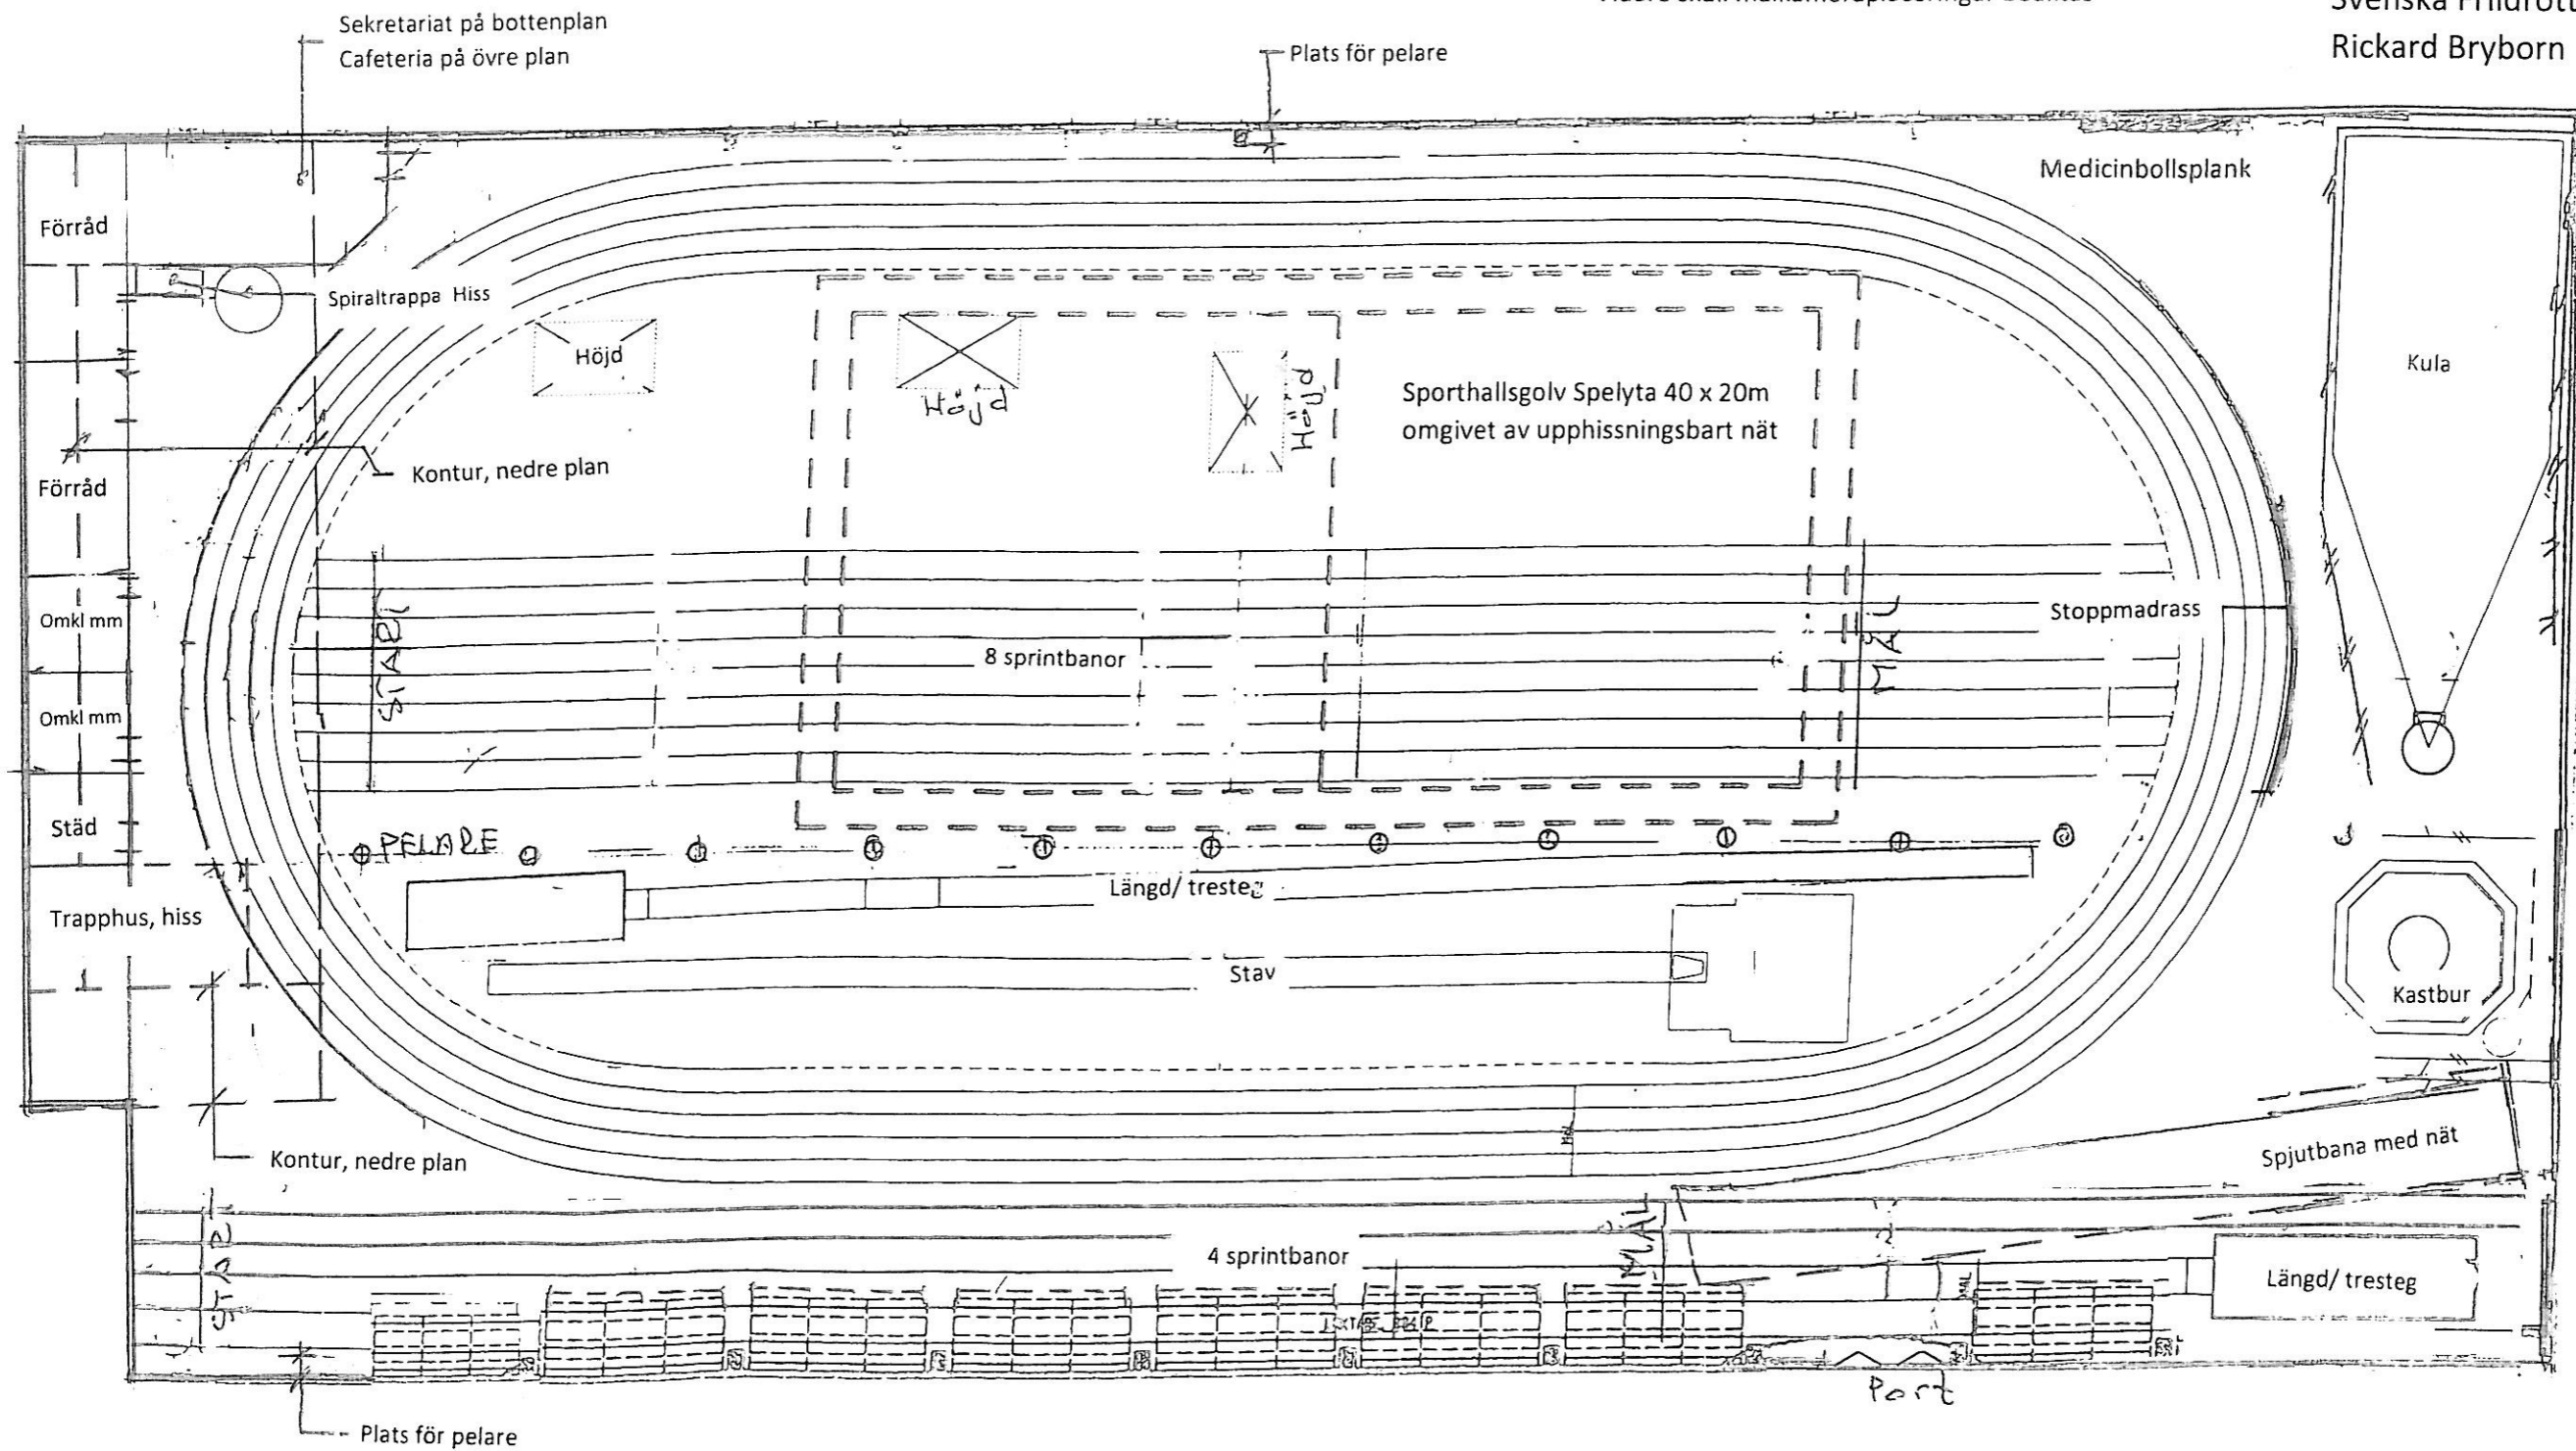 Svenska
Rickard Bryborn
Sekretariat på bottenplan
Cafeteria på övre plan
Plats för pelare
Medicinbollsplank
Förråd
Spiraltrappa Hiss
Höjd
Höjd
Höjd
Kula
Sporthallsgolv Spelyta 40 x 20m
omgivet av upphissningsbart nät
Kontur, nedre plan
Förråd
START
MÅL
Stoppmadrass
Omkl mm
8 sprintbanor
Omkl mm
Städ
PELARE
Längd/ tresteg
Trapphus, hiss
Stav
Kastbur
MÅL
Kontur, nedre plan
Spjutbana med nät
START
MÅL
4 sprintbanor
MÅL
Längd/ tresteg
Port
Plats för pelare